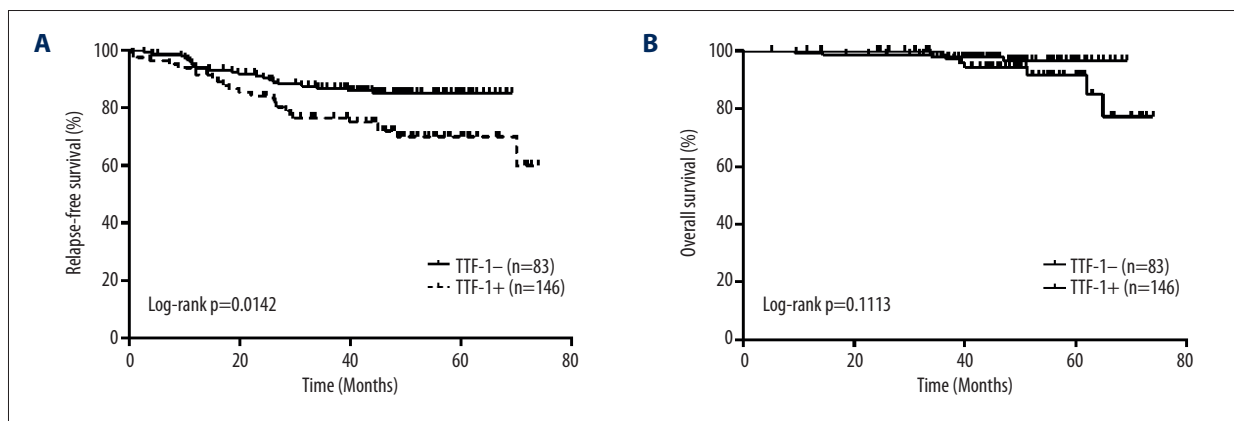 A
Relapse-free survival (%)
100
80
60
40
20
0
0 20 40 60 80
Time (Months)
TTF-1– (n=83)
TTF-1+ (n=146)
Log-rank p=0.0142
B
Overall survival (%)
100
80
60
40
20
0
0 20 40 60 80
Time (Months)
TTF-1– (n=83)
TTF-1+ (n=146)
Log-rank p=0.1113